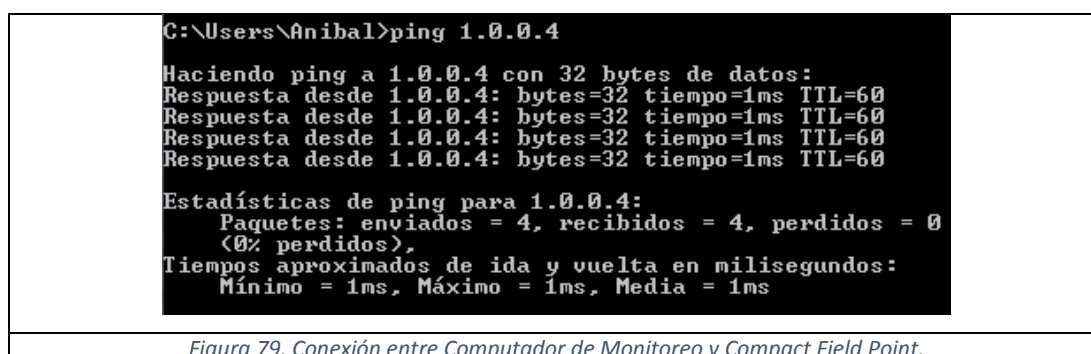 C:\Users\Anibal>ping 1.0.0.4
Haciendo ping a 1.0.0.4 con 32 bytes de datos:
Respuesta desde 1.0.0.4: bytes=32 tiempo=1ms TTL=60
Respuesta desde 1.0.0.4: bytes=32 tiempo=1ms TTL=60
Respuesta desde 1.0.0.4: bytes=32 tiempo=1ms TTL=60
Respuesta desde 1.0.0.4: bytes=32 tiempo=1ms TTL=60
Estadísticas de ping para 1.0.0.4:
Paquetes: enviados = 4, recibidos = 4, perdidos = 0
(0% perdidos),
Tiempos aproximados de ida y vuelta en milisegundos:
Mínimo = 1ms, Máximo = 1ms, Media = 1ms
Figura 79. Conexión entre Computador de Monitoreo y Compact Field Point.